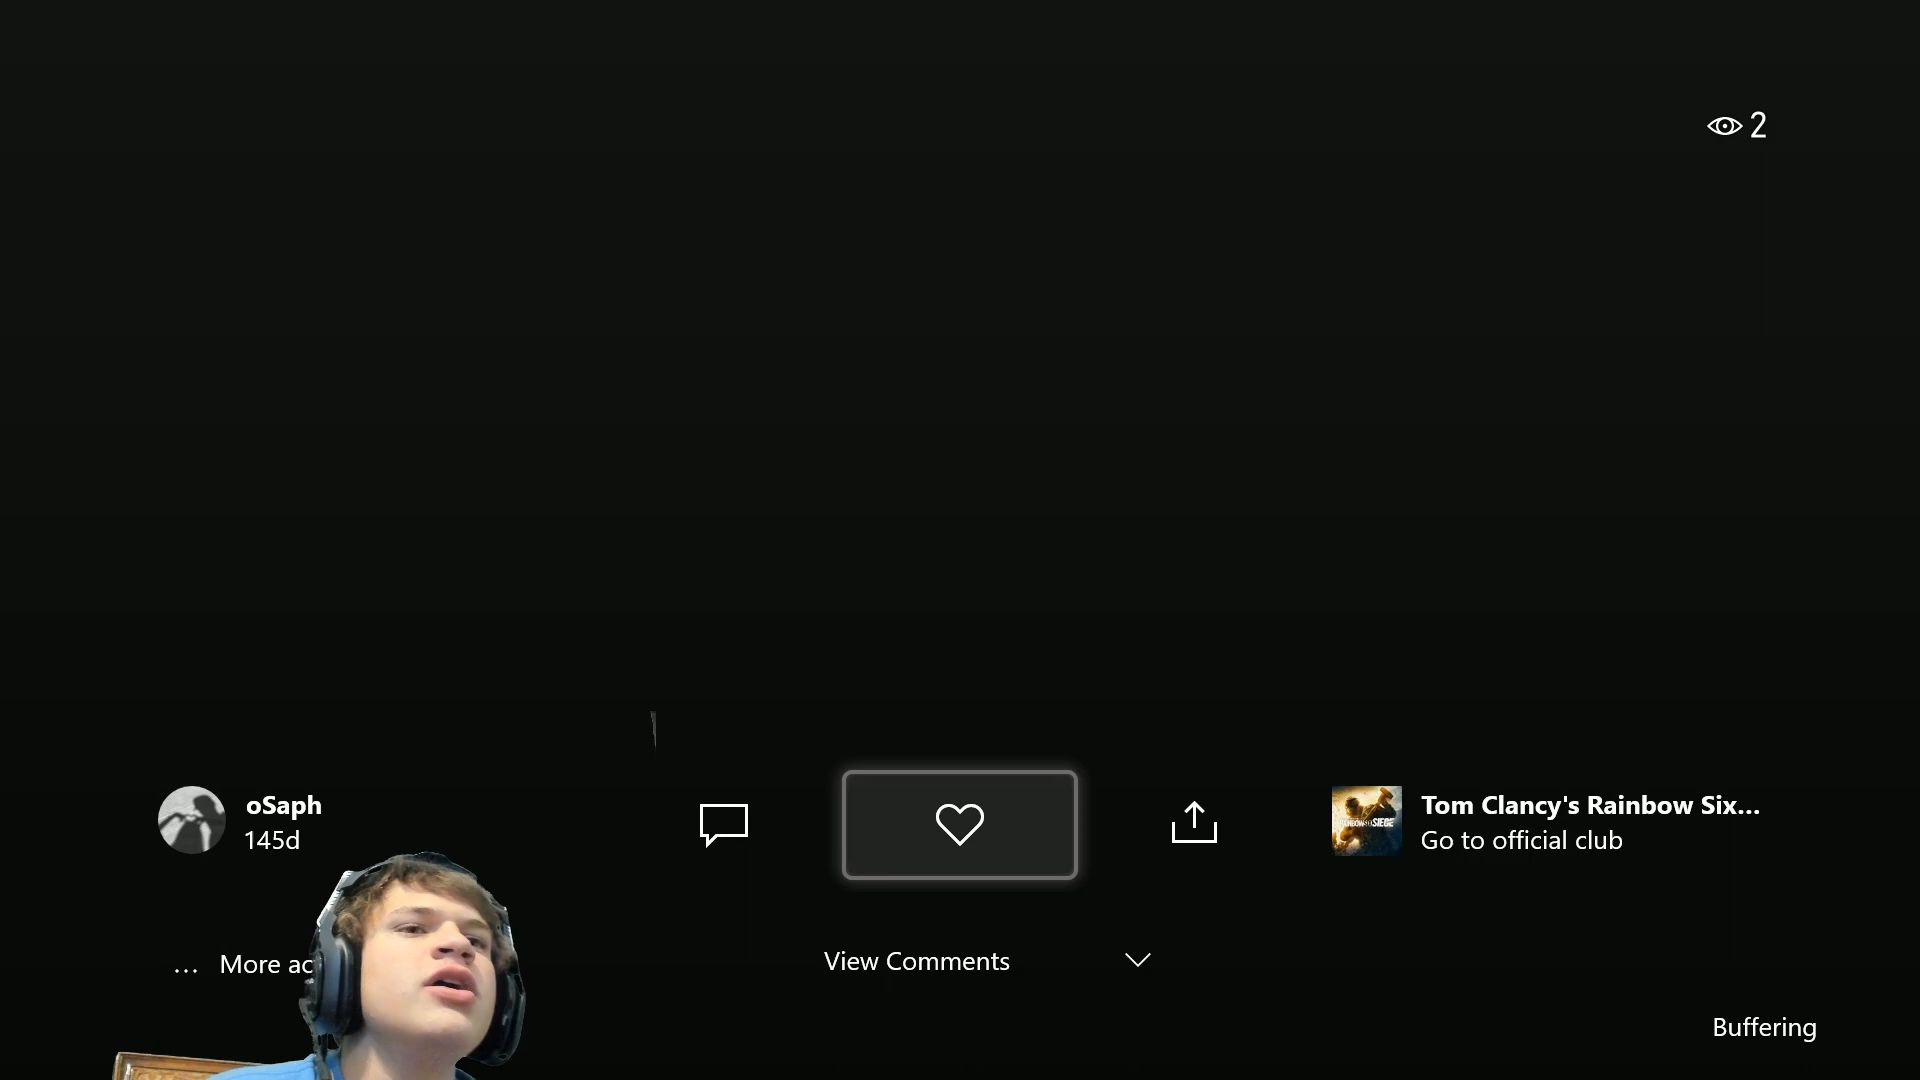 2
oSaph
145d
Tom Clancy's Rainbow Six...
Go to official club
... More ac
View Comments
Buffering